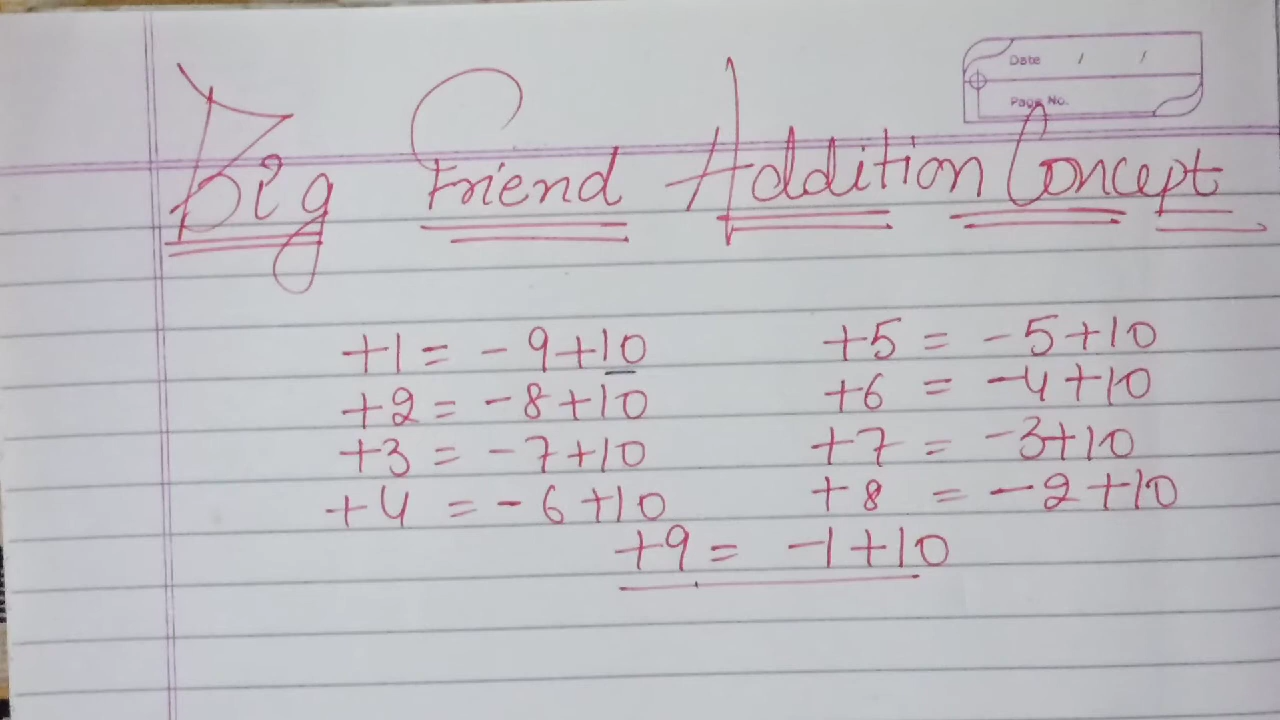 Date / /
Page No.
Big Friend Addition Concept
+1 = -9+10
+2 = -8+10
+3 = -7+10
+4 = -6+10
+5 = -5+10
+6 = -4+10
+7 = -3+10
+8 = -2+10
+9 = -1+10